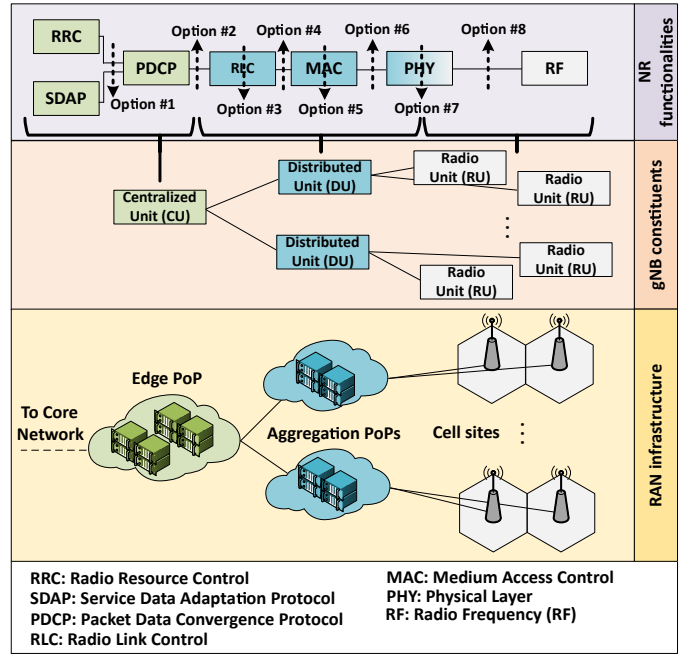 Option #2
Option #4
Option #6
Option #8
RRC
PDCP
RLC
MAC
PHY
RF
SDAP
Option #1
Option #3
Option #5
Option #7
NR
functionalities
Centralized
Unit (CU)
Distributed
Unit (DU)
Distributed
Unit (DU)
Radio
Unit (RU)
Radio
Unit (RU)
Radio
Unit (RU)
Radio
Unit (RU)
gNB constituents
To Core
Network
Edge PoP
Aggregation PoPs
Cell sites
RAN infrastructure
RRC: Radio Resource Control
SDAP: Service Data Adaptation Protocol
PDCP: Packet Data Convergence Protocol
RLC: Radio Link Control
MAC: Medium Access Control
PHY: Physical Layer
RF: Radio Frequency (RF)